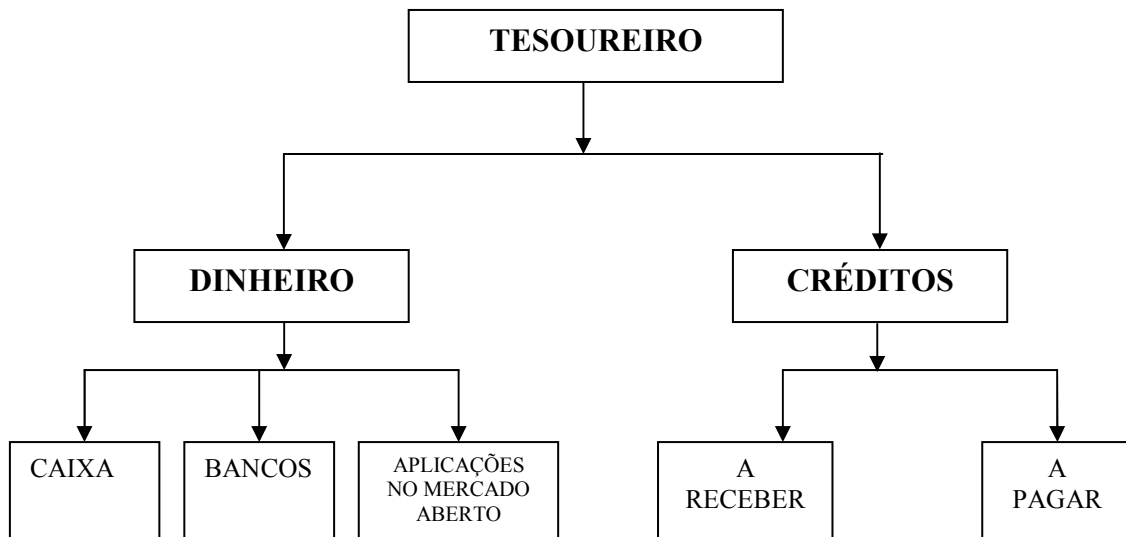 TESOUREIRO
DINHEIRO
CRÉDITOS
CAIXA
BANCOS
APLICAÇÕES
NO MERCADO
ABERTO
A
RECEBER
A
PAGAR